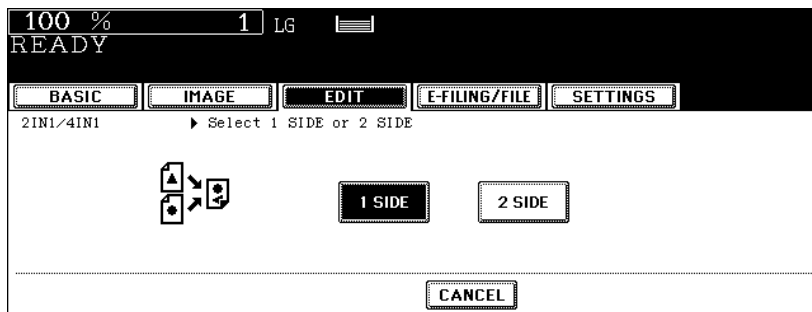 100 % 1 LG
READY
BASIC IMAGE EDIT E-FILING/FILE SETTINGS
2IN1/4IN1 Select 1 SIDE or 2 SIDE
1 SIDE 2 SIDE
CANCEL